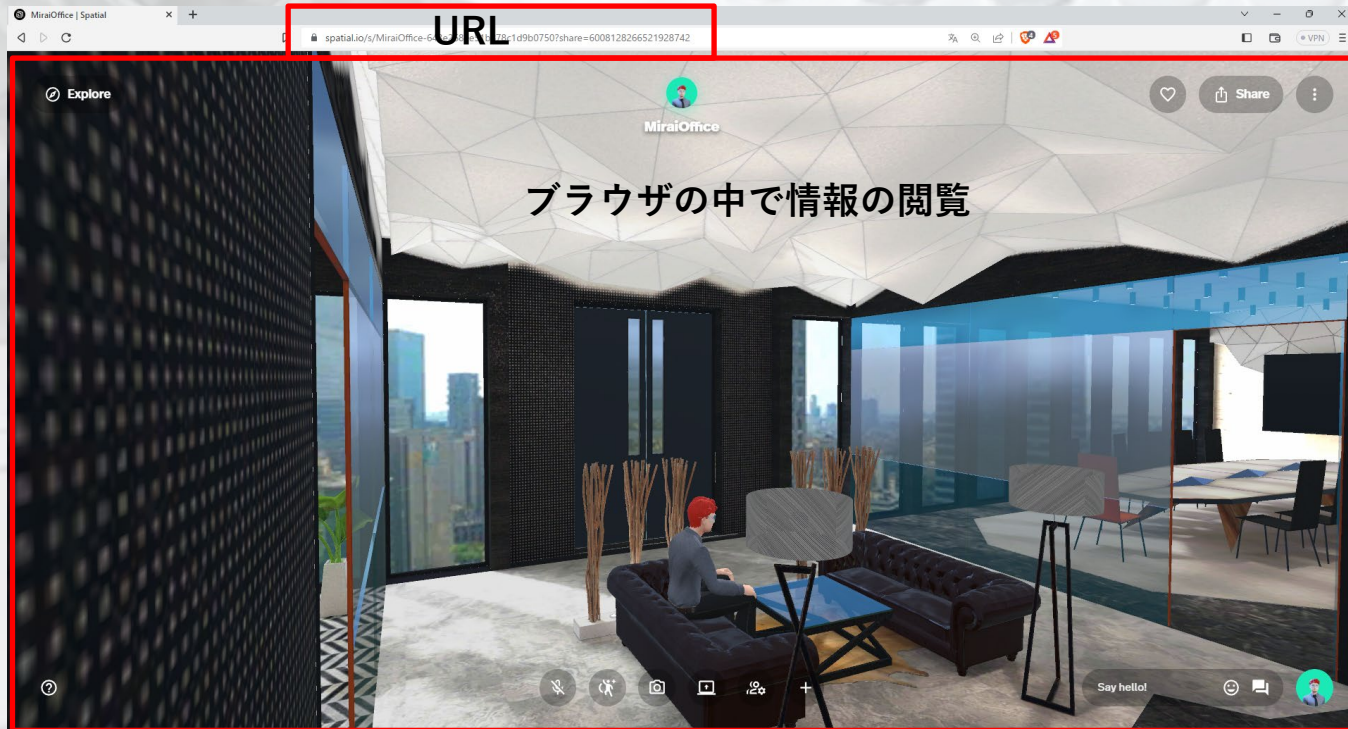 MiraiOffice | Spatial
URL
spatial.io/s/MiraiOffice-
78c1d9b0750?share=6008128266521928742
VPN
Explore
MiraiOffice
Share
ブラウザの中で情報の閲覧
Say hello!